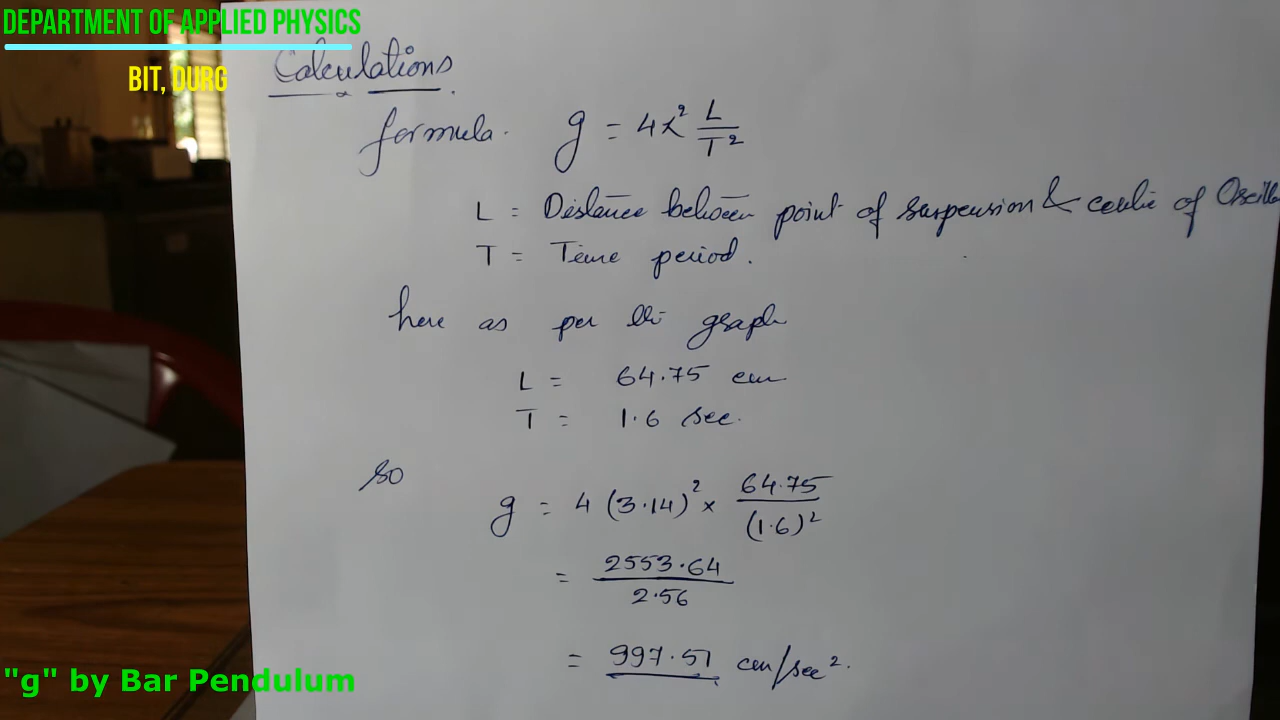 DEPARTMENT OF APPLIED PHYSICS
BIT, DURG
Calculations.
formula. g = 4π² L/T²
L = Distance between point of suspension & centre of Oscilla
T = Time period.
here as per the graph
L = 64.75 cm
T = 1.6 sec.
so
g = 4 (3.14)² × 64.75/(1.6)²
= 2553.64/2.56
= 997.51 cm/sec².
"g" by Bar Pendulum